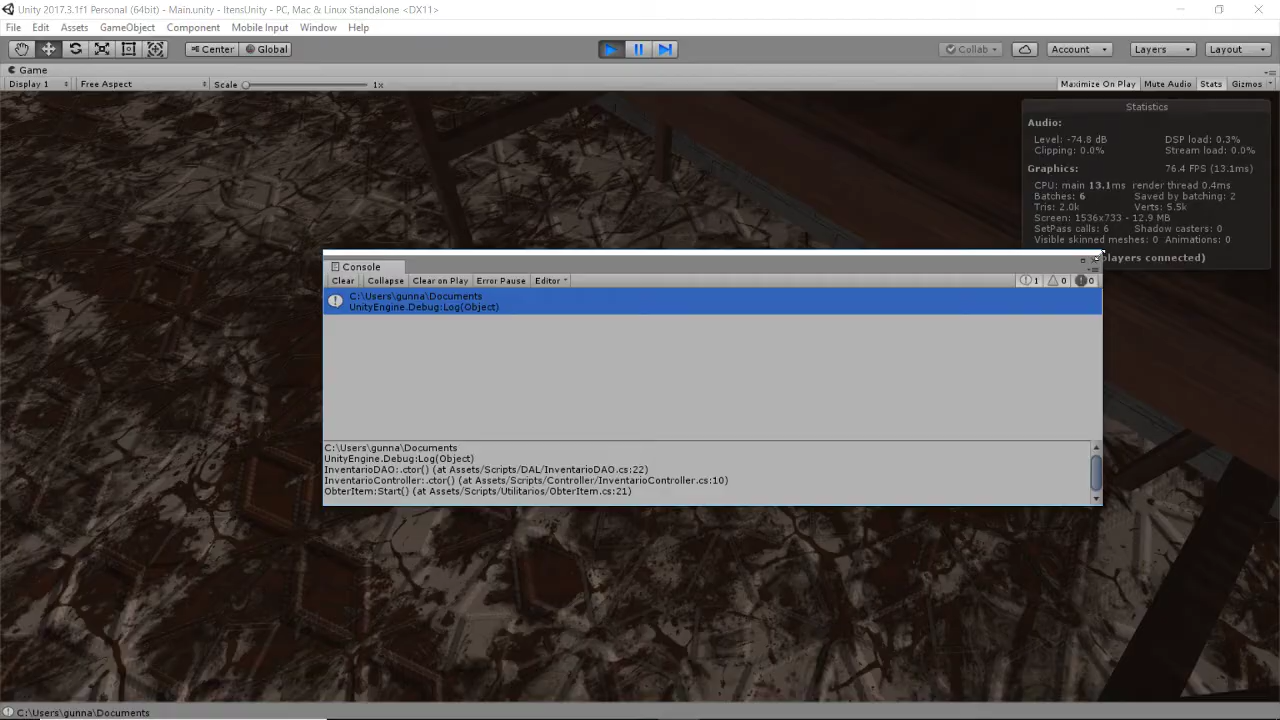 Unity 2017.3.1f1 Personal (64bit) - Main.unity - ItensUnity - PC, Mac & Linux Standalone <DX11>
File Edit Assets GameObject Component Mobile Input Window Help
Center Global Collab Account Layers Layout
Game
Display 1 Free Aspect Scale 1x Maximize On Play Mute Audio Stats Gizmos
Statistics
Audio:
Level: -74.8 dB DSP load: 0.3%
Clipping: 0.0% Stream load: 0.0%
Graphics: 76.4 FPS (13.1ms)
CPU: main 13.1ms render thread 0.4ms
Batches: 6 Saved by batching: 2
Tris: 2.0k Verts: 5.5k
Screen: 1536x733 - 12.9 MB
SetPass calls: 6 Shadow casters: 0
Visible skinned meshes: 0 Animations: 0
players connected)
Console
Clear Collapse Clear on Play Error Pause Editor 1 0 0
C:\Users\gunna\Documents
UnityEngine.Debug:Log(Object)
C:\Users\gunna\Documents
UnityEngine.Debug:Log(Object)
InventarioDAO:.ctor() (at Assets/Scripts/DAL/InventarioDAO.cs:22)
InventarioController:.ctor() (at Assets/Scripts/Controller/InventarioController.cs:10)
ObterItem:Start() (at Assets/Scripts/Utilitarios/ObterItem.cs:21)
C:\Users\gunna\Documents